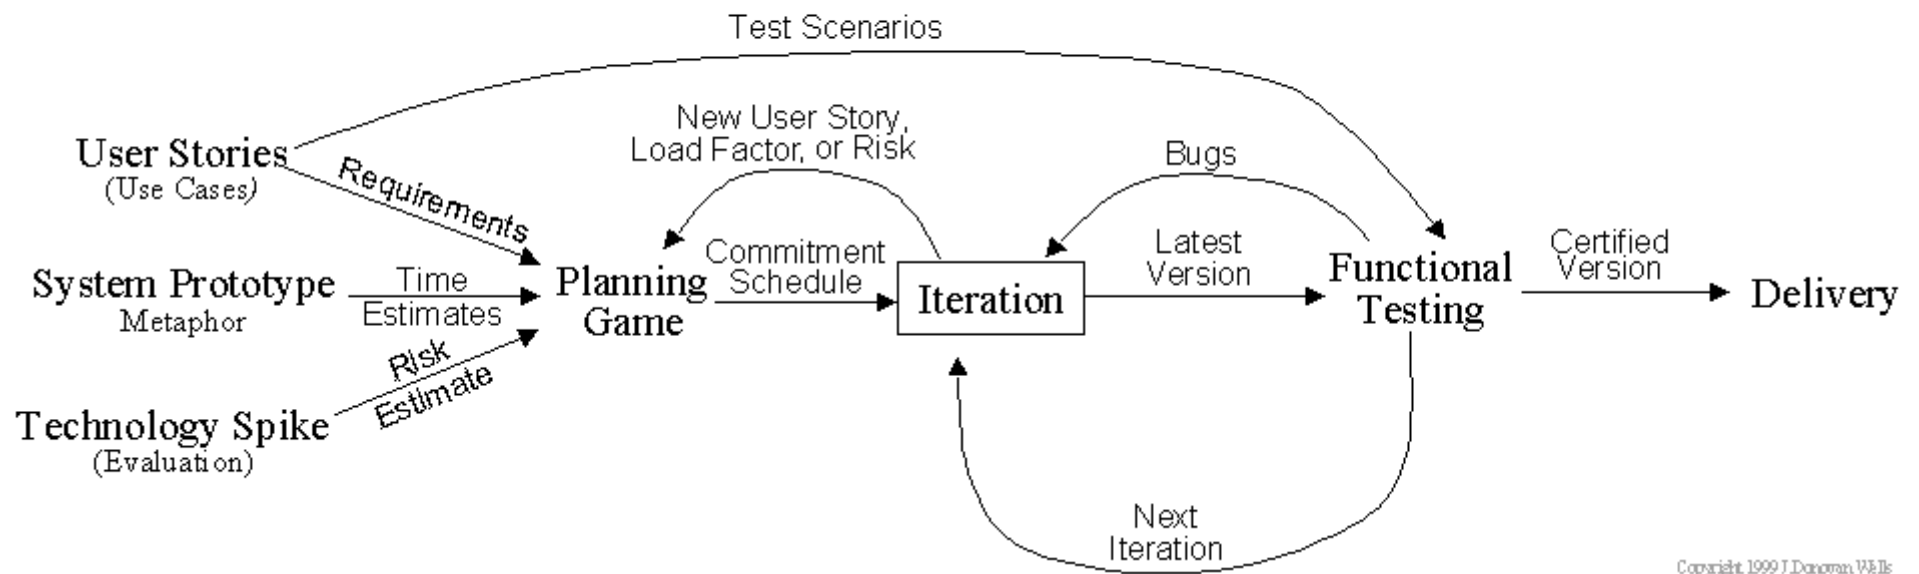 Test Scenarios
New User Story,
Load Factor, or Risk
Bugs
User Stories
(Use Cases)
Requirements
Commitment
Schedule
Latest
Version
Certified
Version
System Prototype
Metaphor
Time
Estimates
Planning
Game
Iteration
Functional
Testing
Delivery
Risk
Estimate
Technology Spike
(Evaluation)
Next
Iteration
Copyright 1999 J. Donovan Wells